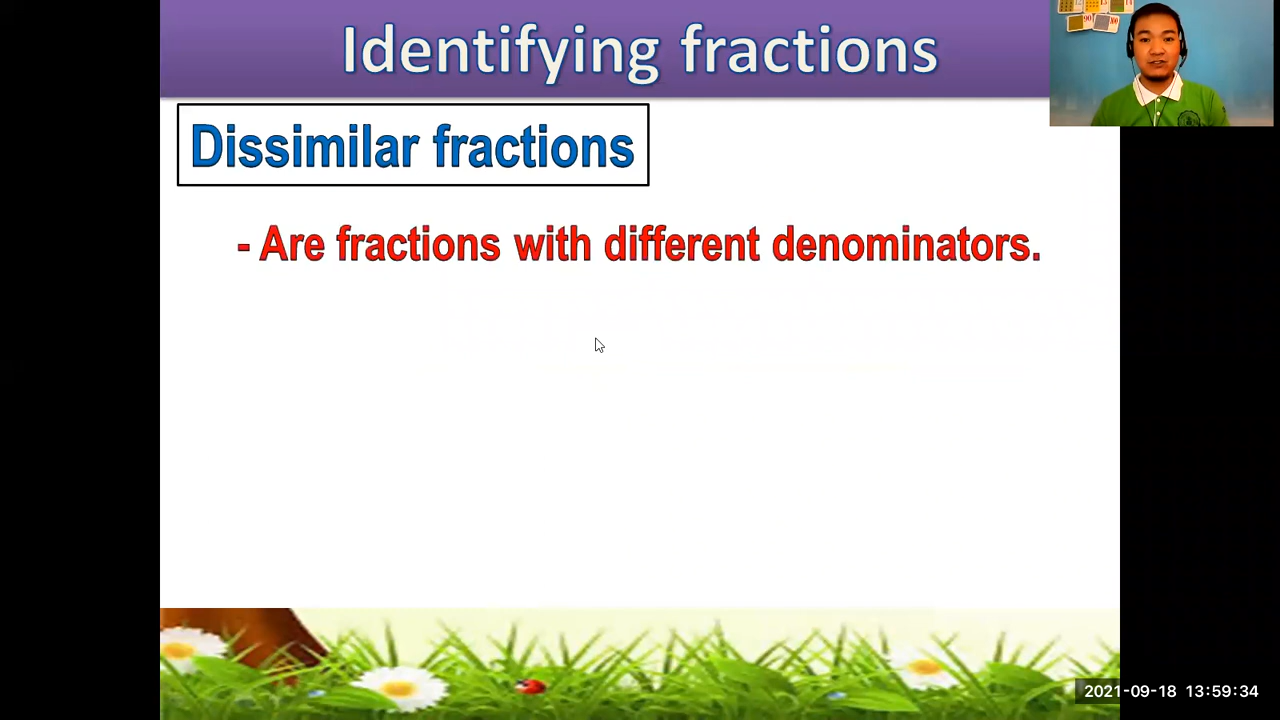 Identifying fractions
Dissimilar fractions
- Are fractions with different denominators.
2021-09-18 13:59:34